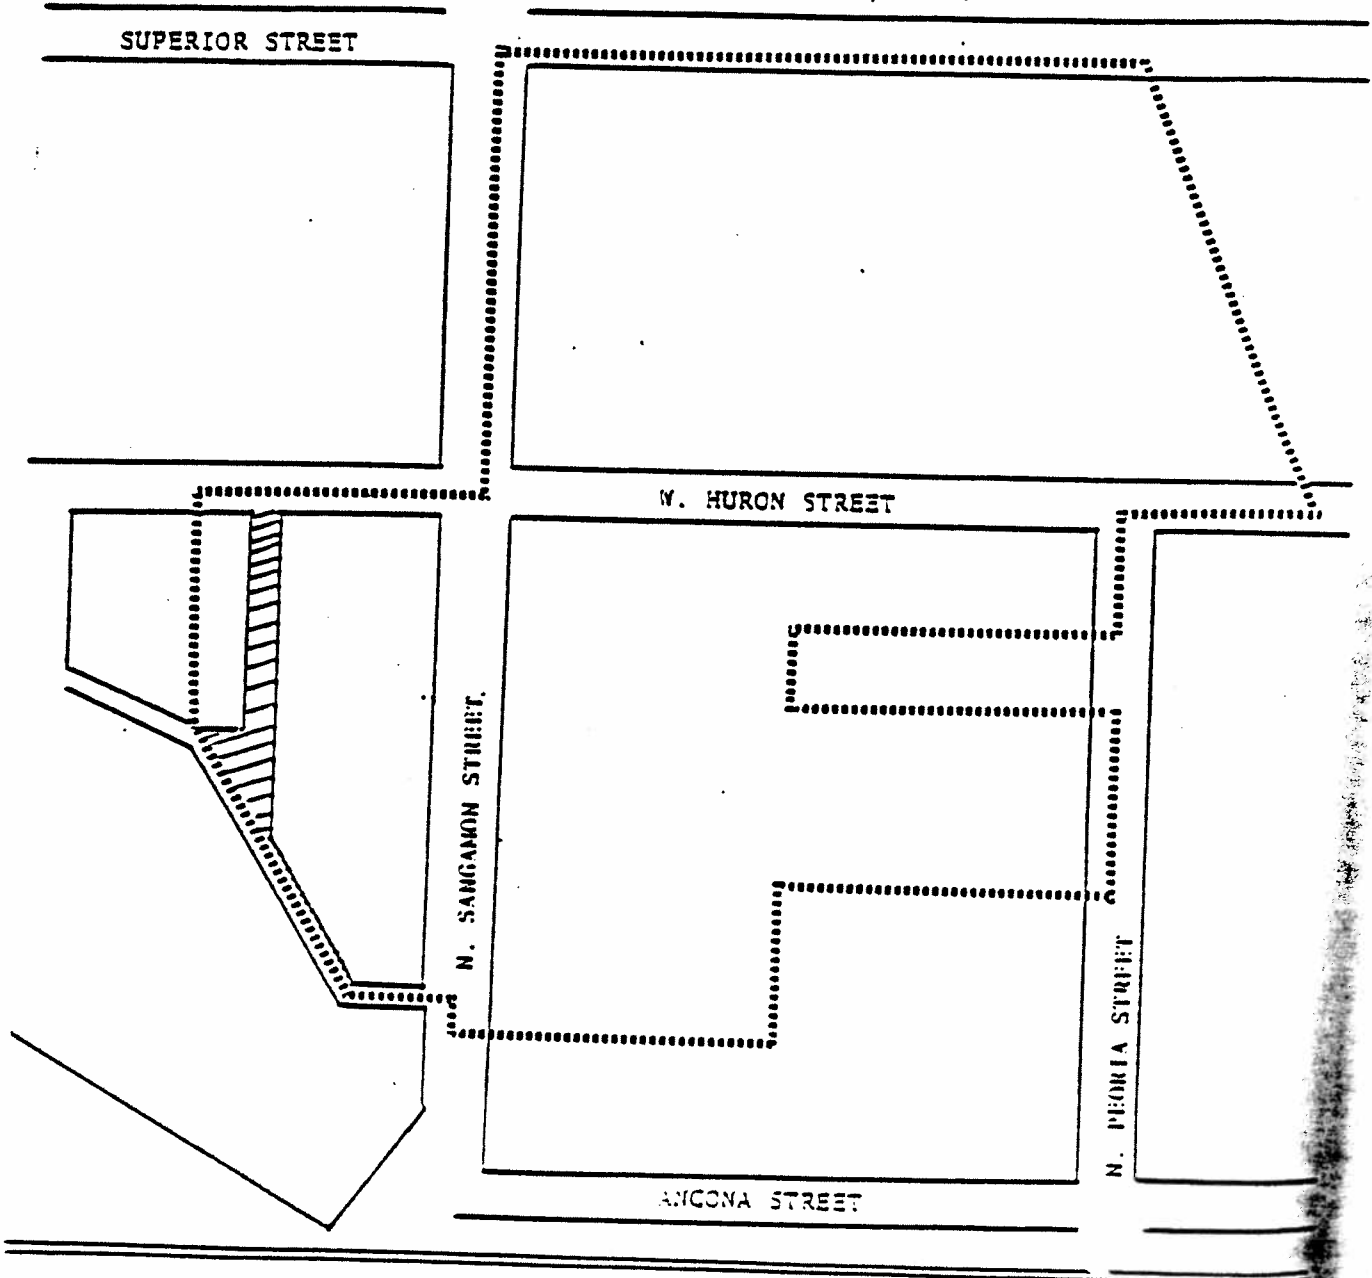 SUPERIOR STREET
W. HURON STREET
N. SANGAMON STREET.
N. PEORIA STREET
ANCONA STREET